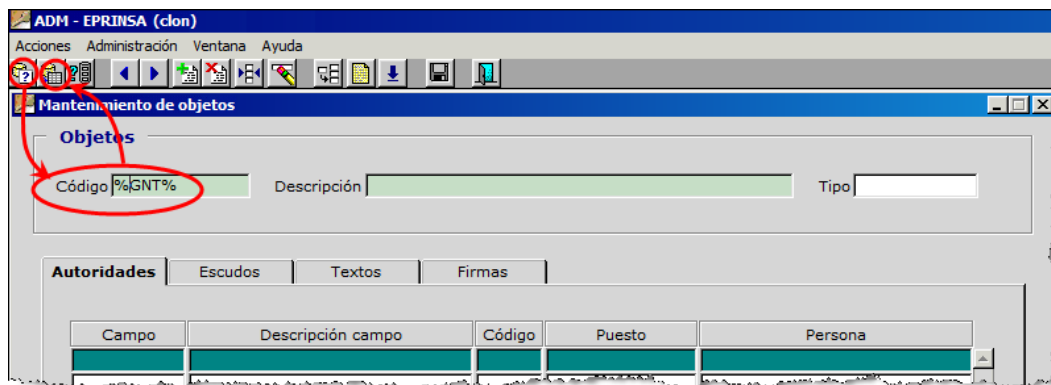 ADM - EPRINSA (clon)
Acciones Administración Ventana Ayuda
Mantenimiento de objetos
Objetos
Código %GNT% Descripción Tipo
Autoridades Escudos Textos Firmas
Campo Descripción campo Código Puesto Persona